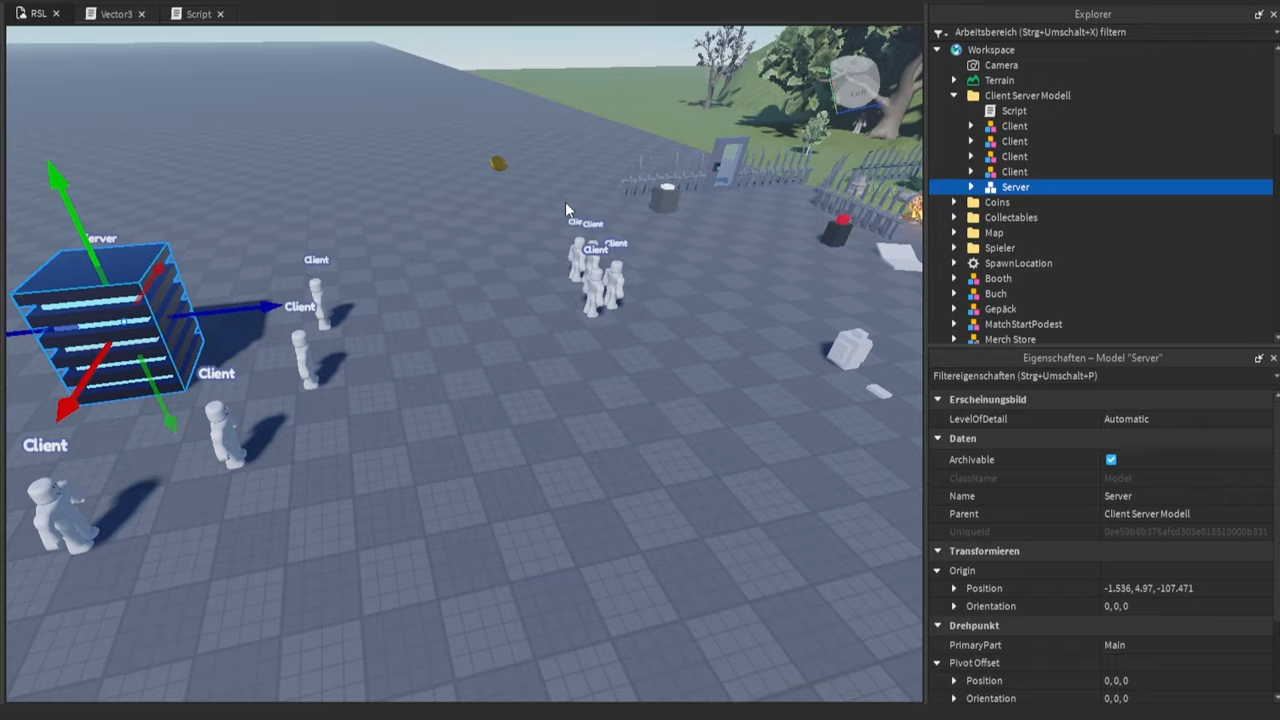 RSL
Vector3
Script
Server
Client
Client
Client
Client
Client
Client
Client
Left
Explorer
Arbeitsbereich (Strg+Umschalt+X) filtern
Workspace
Camera
Terrain
Client Server Modell
Script
Client
Client
Client
Client
Server
Coins
Collectables
Map
Spieler
SpawnLocation
Booth
Buch
Gepäck
MatchStartPodest
Merch Store
Eigenschaften – Model "Server"
Filtereigenschaften (Strg+Umschalt+P)
Erscheinungsbild
LevelOfDetail Automatic
Daten
Archivable
ClassName Model
Name Server
Parent Client Server Modell
UniqueId
Transformieren
Origin
Position -1.536, 4.97, -107.471
Orientation 0, 0, 0
Drehpunkt
PrimaryPart Main
Pivot Offset
Position 0, 0, 0
Orientation 0, 0, 0